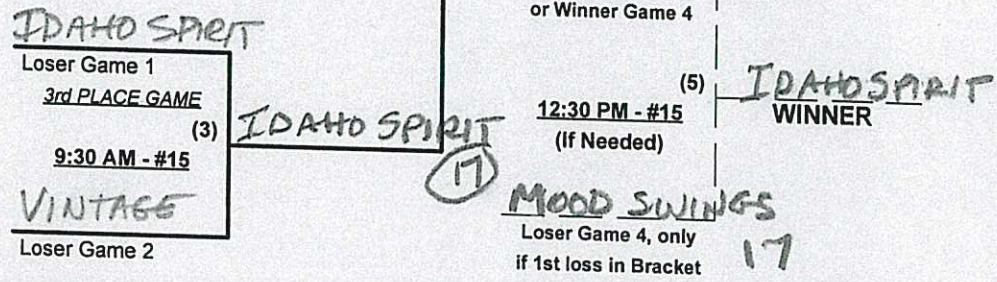 or Winner Game 4
IDAHO SPIRIT
Loser Game 1
3rd PLACE GAME
(3)
9:30 AM - #15
IDAHO SPIRIT
17
VINTAGE
Loser Game 2
(5)
12:30 PM - #15
(If Needed)
IDAHO SPIRIT
WINNER
MOOD SWINGS
17
Loser Game 4, only
if 1st loss in Bracket